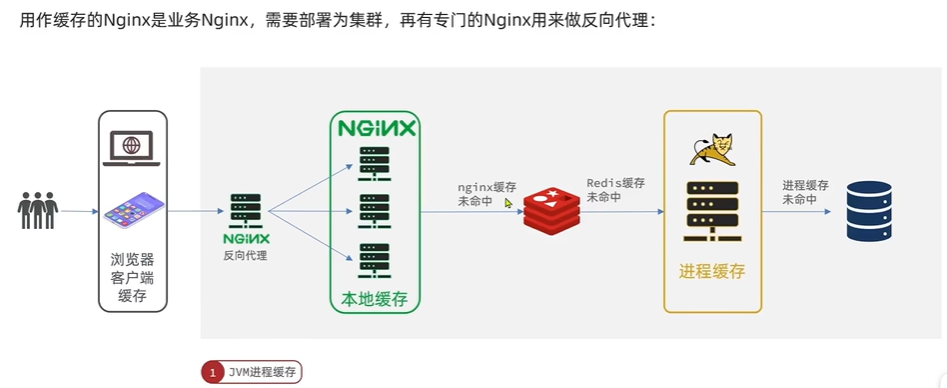 用作缓存的Nginx是业务Nginx，需要部署为集群，再有专门的Nginx用来做反向代理：
浏览器
客户端
缓存
NGINX
反向代理
NGINX
本地缓存
nginx缓存
未命中
Redis缓存
未命中
进程缓存
进程缓存
未命中
1 JVM进程缓存